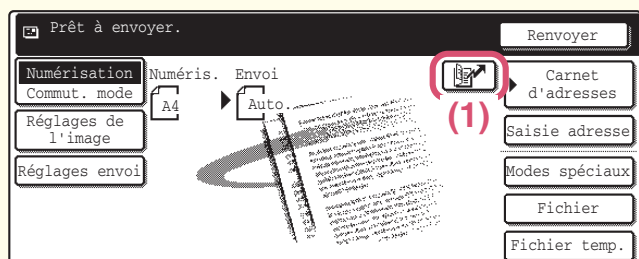 Prêt à envoyer.
Renvoyer
Numérisation
Commut. mode
Numéris.
Envoi
A4
Auto.
(1)
Carnet
d'adresses
Réglages de
l'image
Saisie adresse
Réglages envoi
Modes spéciaux
Fichier
Fichier temp.